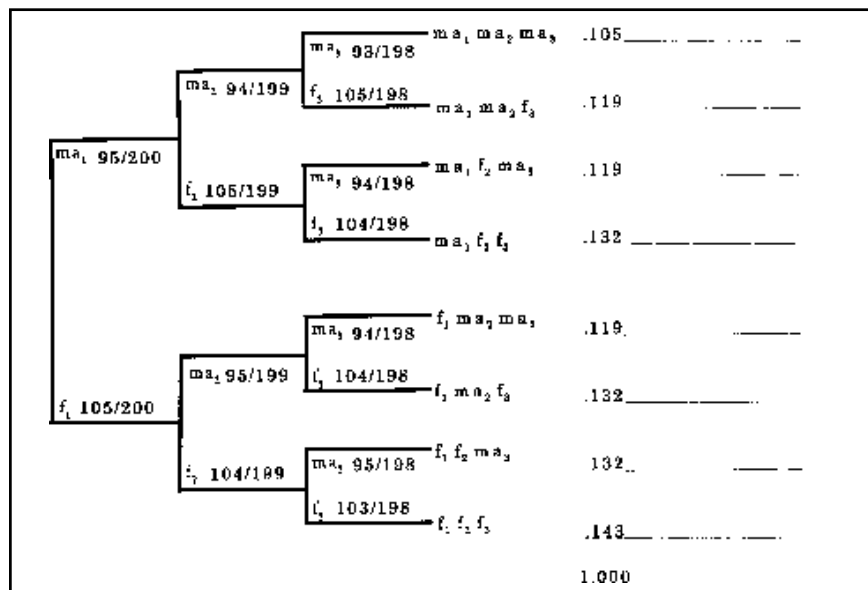 ma₁ ma₂ ma₃ .105
ma₃ 93/198
ma₂ 94/199
f₃ 105/198
ma₁ ma₂ f₃ .119
ma₁ 95/200
ma₁ f₂ ma₃ .119
ma₃ 94/198
f₂ 105/199
f₃ 104/198
ma₁ f₂ f₃ .132
f₁ ma₂ ma₃ .119
ma₃ 94/198
ma₂ 95/199
f₃ 104/198
f₁ ma₂ f₃ .132
f₁ 105/200
f₁ f₂ ma₃ 132
ma₃ 95/198
f₂ 104/199
f₃ 103/198
f₁ f₂ f₃ .143
1.000